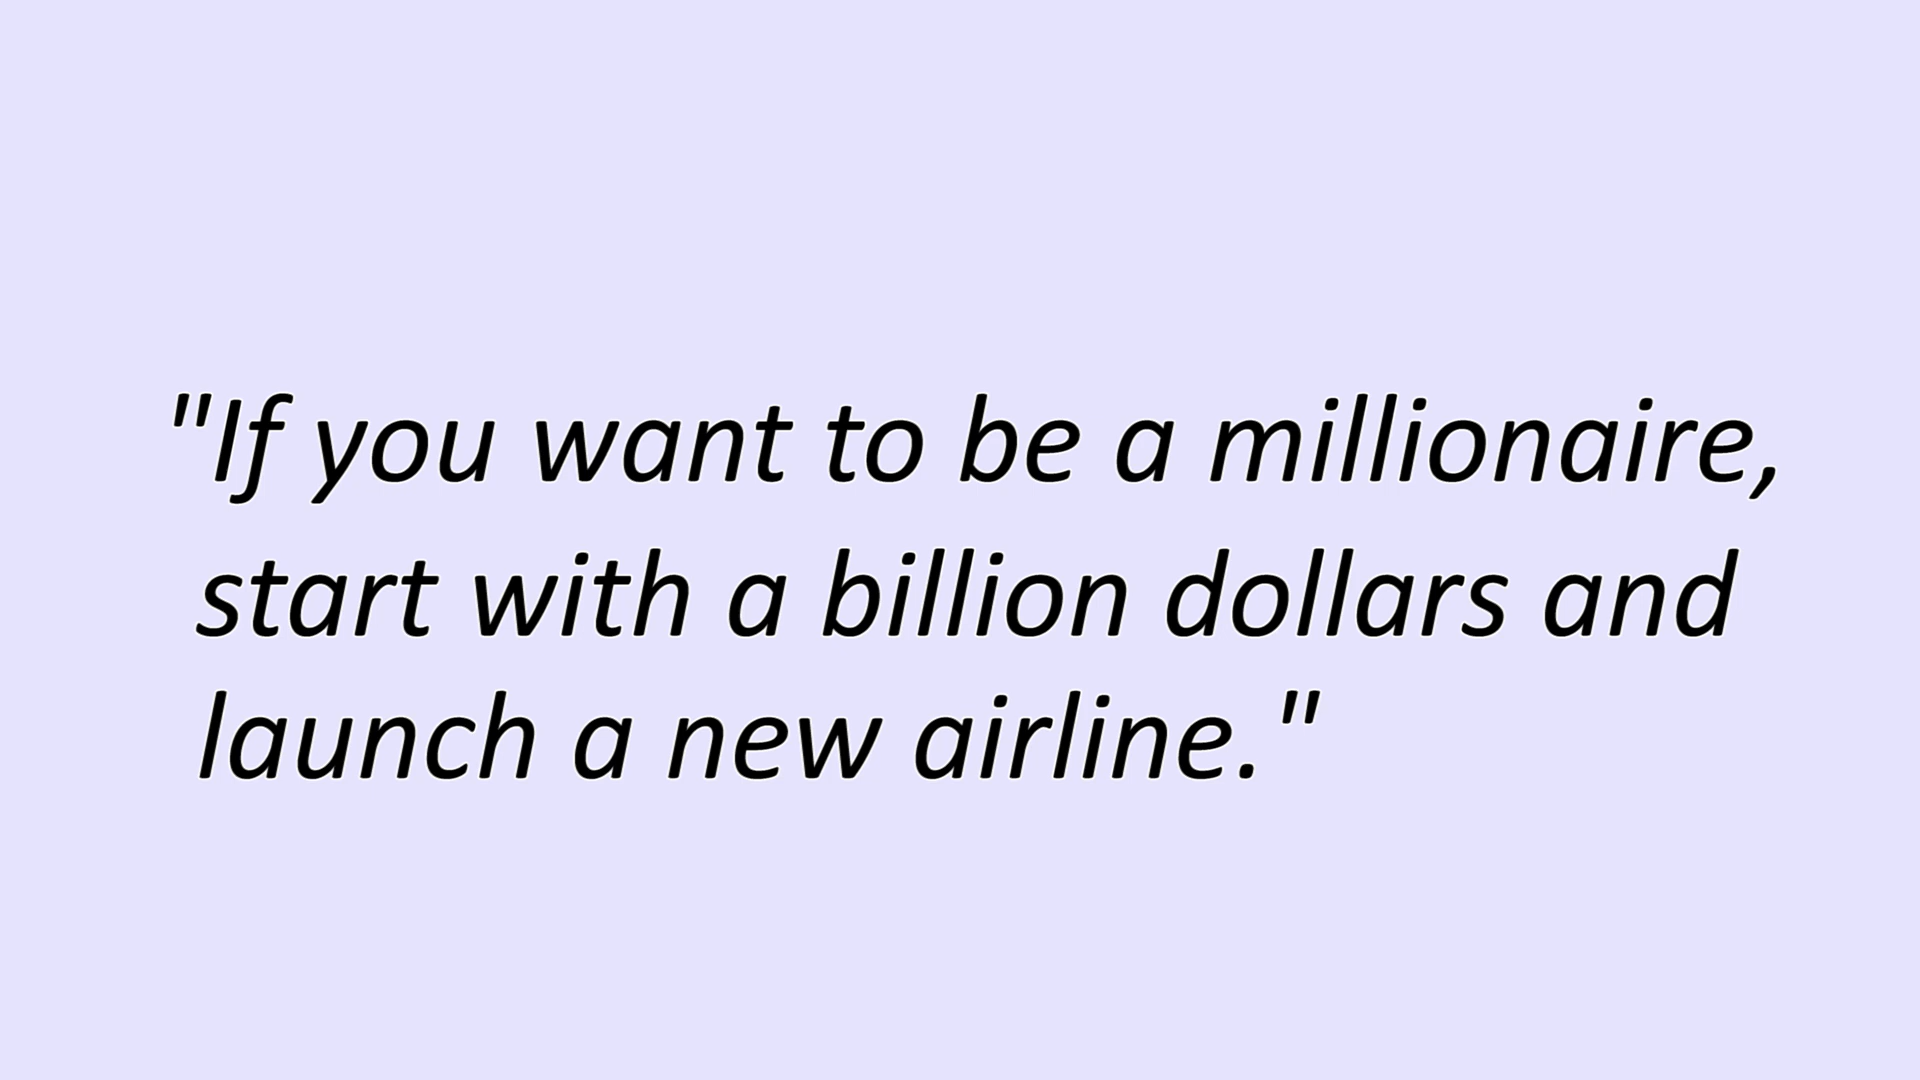 "If you want to be a millionaire,
start with a billion dollars and
launch a new airline."